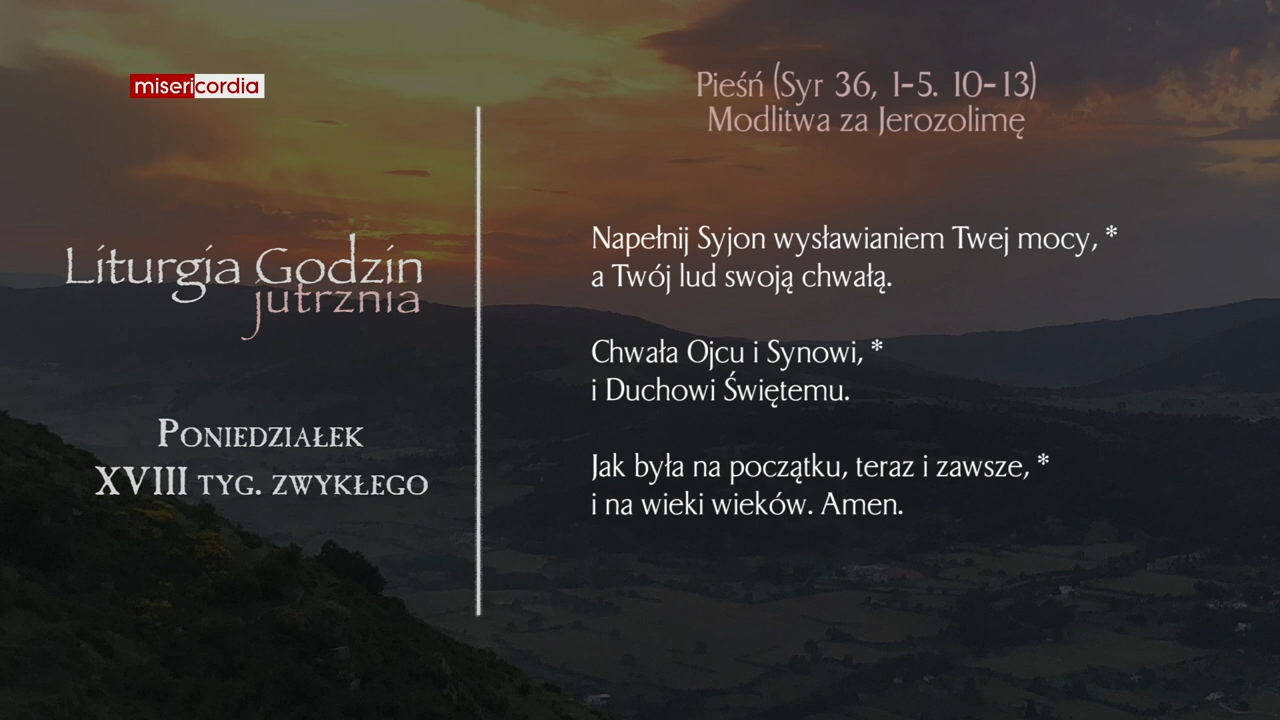 misericordia
Liturgia Godzin
jutrznia
Poniedziałek
XVIII tyg. zwykłego
Pieśń (Syr 36, 1-5. 10-13)
Modlitwa za Jerozolimę
Napełnij Syjon wysławianiem Twej mocy, *
a Twój lud swoją chwałą.
Chwała Ojcu i Synowi, *
i Duchowi Świętemu.
Jak była na początku, teraz i zawsze, *
i na wieki wieków. Amen.